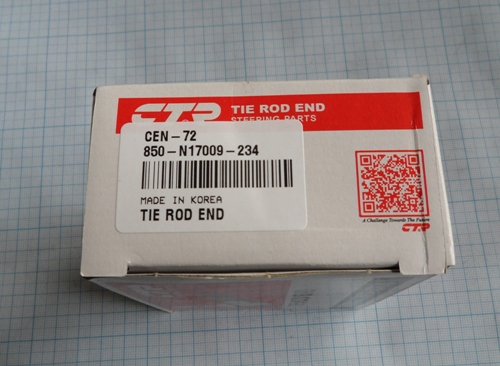 CTR
TIE ROD END
STEERING PARTS
CEN-72
850-N17009-234
MADE IN KOREA
TIE ROD END
A Challenge Towards The Future
CTR